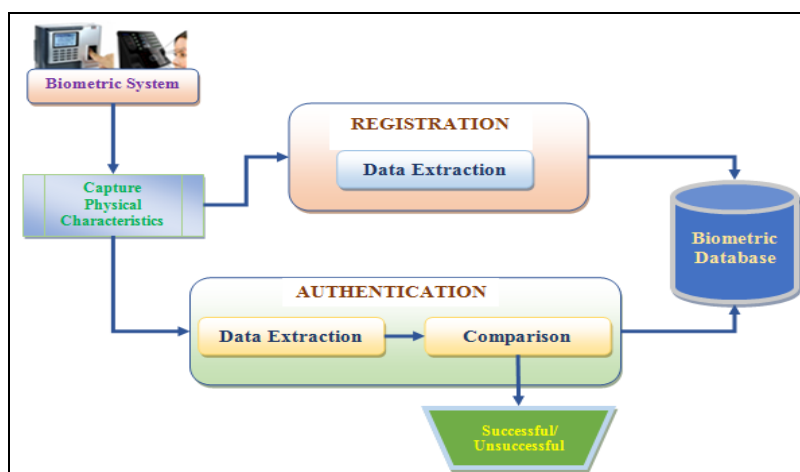 Biometric System
REGISTRATION
Data Extraction
Capture
Physical
Characteristics
Biometric
Database
AUTHENTICATION
Data Extraction
Comparison
Successful/
Unsuccessful